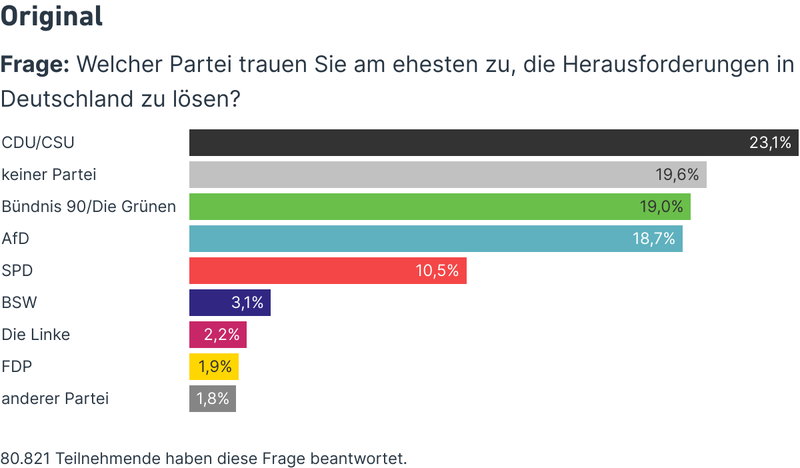 Original
Frage: Welcher Partei trauen Sie am ehesten zu, die Herausforderungen in
Deutschland zu lösen?
CDU/CSU 23,1%
keiner Partei 19,6%
Bündnis 90/Die Grünen 19,0%
AfD 18,7%
SPD 10,5%
BSW 3,1%
Die Linke 2,2%
FDP 1,9%
anderer Partei 1,8%
80.821 Teilnehmende haben diese Frage beantwortet.